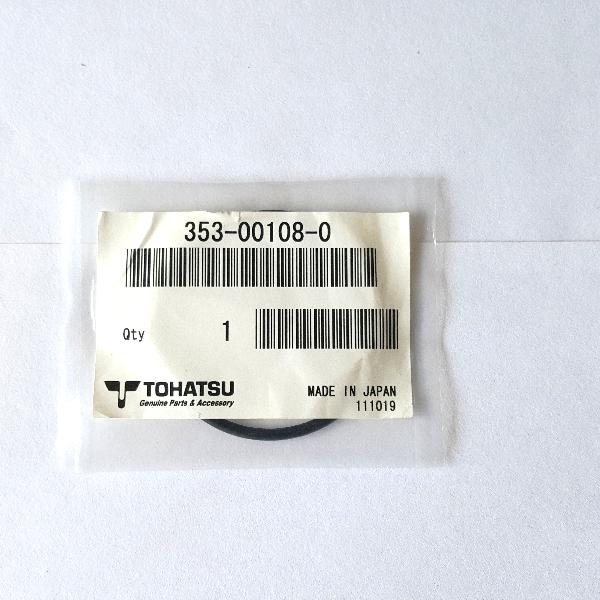 353-00108-0
Qty 1
TOHATSU
Genuine Parts & Accessory
MADE IN JAPAN
111019